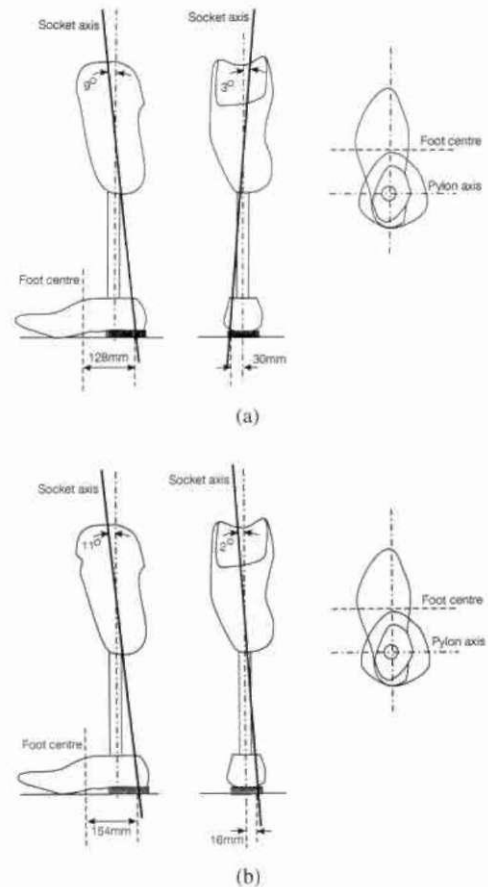 Socket axis
Socket axis
9°
3°
Foot centre
Pylon axis
Foot centre
128mm
30mm
(a)
Socket axis
Socket axis
11°
2°
Foot centre
Pylon axis
Foot centre
154mm
16mm
(b)